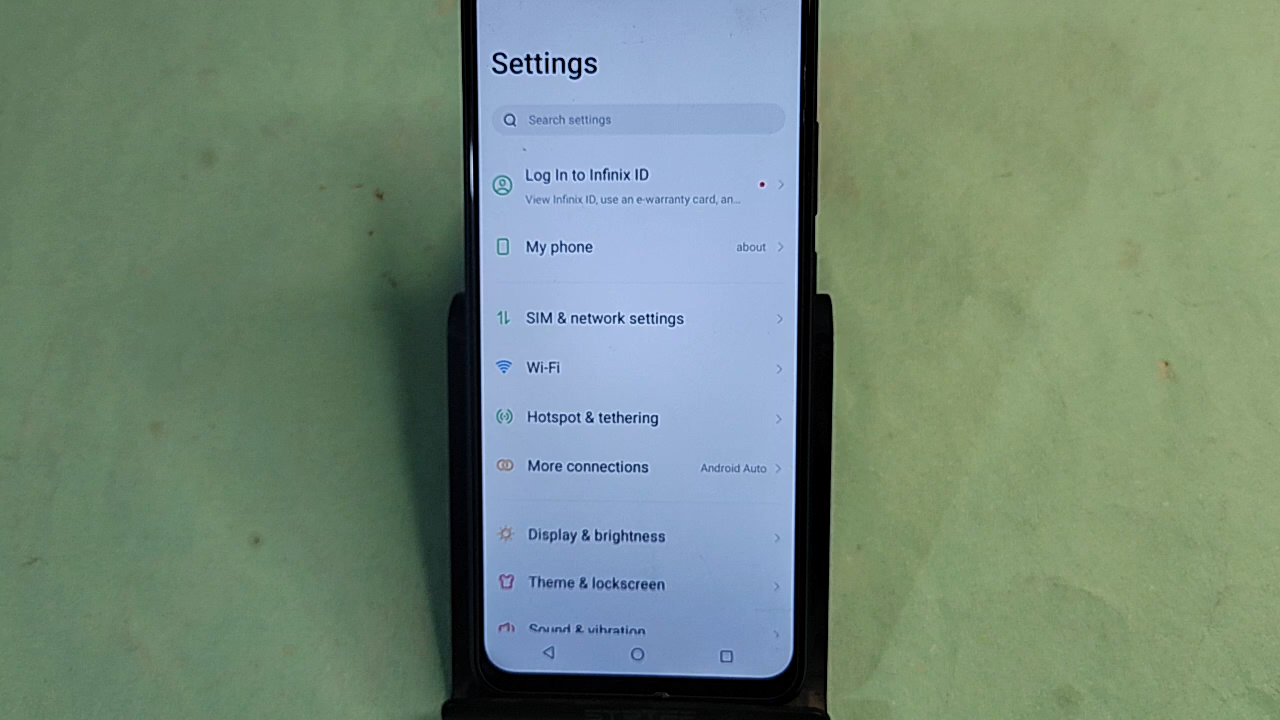 Settings
Search settings
Log In to Infinix ID
View Infinix ID, use an e-warranty card, an...
My phone
about
SIM & network settings
Wi-Fi
Hotspot & tethering
More connections
Android Auto
Display & brightness
Theme & lockscreen
Sound & vibration